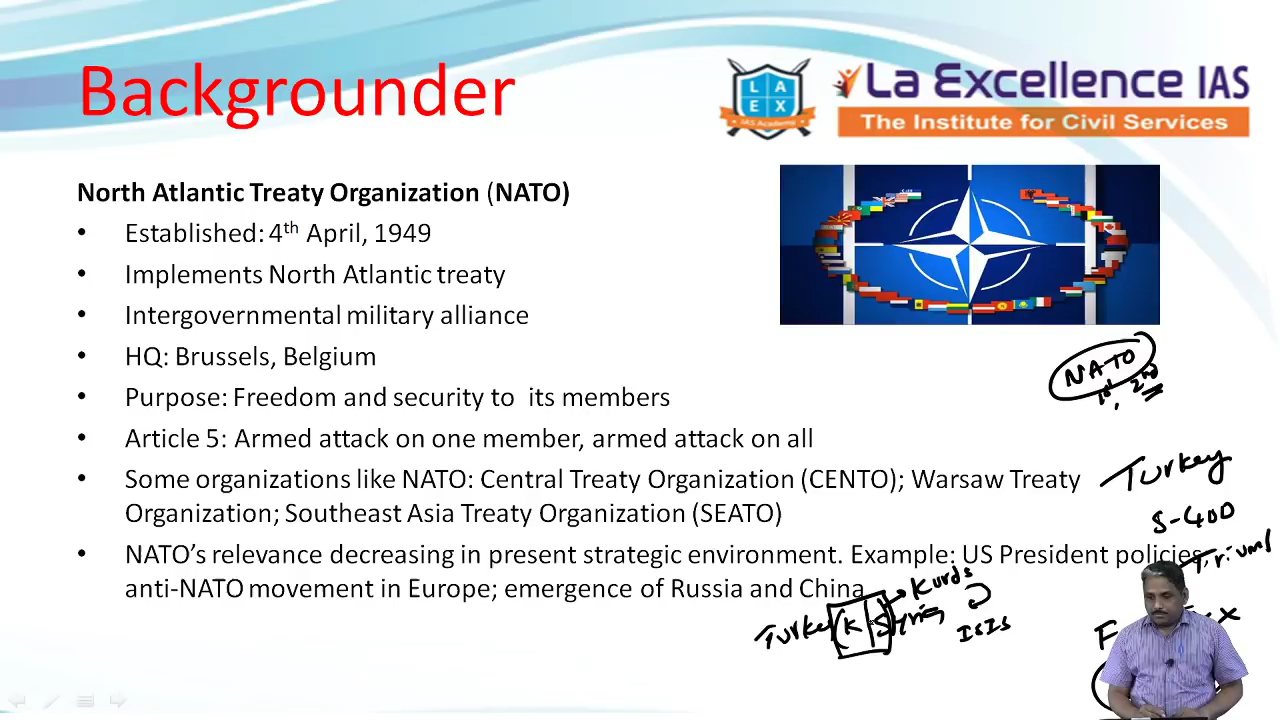 Backgrounder
LA
EX
IAS Academy
La Excellence IAS
The Institute for Civil Services
North Atlantic Treaty Organization (NATO)
• Established: 4th April, 1949
• Implements North Atlantic treaty
• Intergovernmental military alliance
• HQ: Brussels, Belgium
• Purpose: Freedom and security to its members
• Article 5: Armed attack on one member, armed attack on all
• Some organizations like NATO: Central Treaty Organization (CENTO); Warsaw Treaty
Organization; Southeast Asia Treaty Organization (SEATO)
• NATO’s relevance decreasing in present strategic environment. Example: US President policies,
anti-NATO movement in Europe; emergence of Russia and China
NATO
1st, 2nd
Turkey
S-400
Kurds
Turkey (K Syria
ISIS